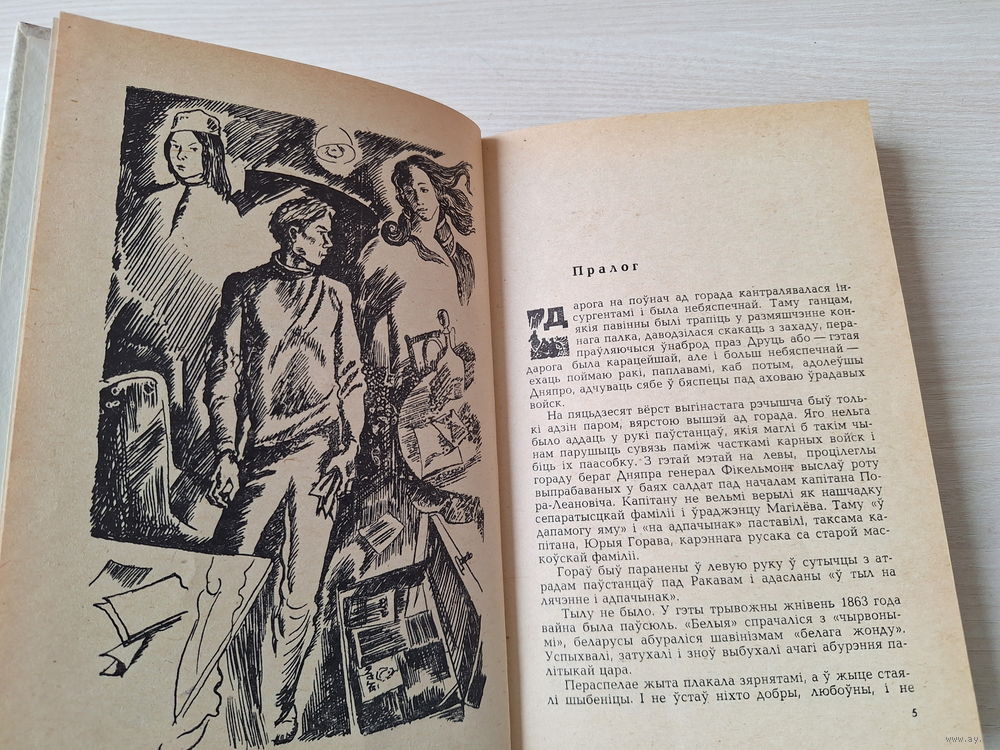 Пралог
Дарога на поўнач ад горада кантралявалася ін-
сургентамі і была небяспечнай. Таму ганцам,
якія павінны былі трапіць у размяшчэнне кон-
нага палка, даводзілася скакаць з захаду, пера-
праўляючыся ўнаброд праз Друць або — гэтая
дарога была карацейшай, але і больш небяспечнай —
ехаць поймаю ракі, паплавамі, каб потым, адолеўшы
Дняпро, адчуваць сябе ў бяспецы пад аховаю ўрадавых
войск.
На пяцьдзесят вёрст выгінастага рэчышча быў толь-
кі адзін паром, вярстою вышэй ад горада. Яго нельга
было аддаць у рукі паўстанцаў, якія маглі б такім чы-
нам парушыць сувязь паміж часткамі карных войск і
біць іх паасобку. З гэтай мэтай на левы, процілеглы
гораду бераг Дняпра генерал Фікельмонт выслаў роту
выпрабаваных у баях салдат пад началам капітана По-
ра-Леановіча. Капітану не вельмі верылі як нашчадку
сепаратысцкай фаміліі і ўраджэнцу Магілёва. Таму «ў
дапамогу яму» і «на адпачынак» паставілі, таксама ка-
пітана, Юрыя Горава, карэннага русака са старой мас-
коўскай фаміліі.
Гораў быў паранены ў левую руку ў сутычцы з ат-
радам паўстанцаў пад Ракавам і адасланы «ў тыл на
лячэнне і адпачынак».
Тылу не было. У гэты трывожны жнівень 1863 года
вайна была паўсюль. «Белыя» спрачаліся з «чырвоны-
мі», беларусы абураліся шавінізмам «белага жонду».
Успыхвалі, затухалі і зноў выбухалі ачагі абурэння па-
літыкай цара.
Пераспелае жыта плакала зярнятамі, а ў жыце стая-
лі шыбеніцы. І не ўстаў ніхто добры, любоўны, і не
5
www.ay.